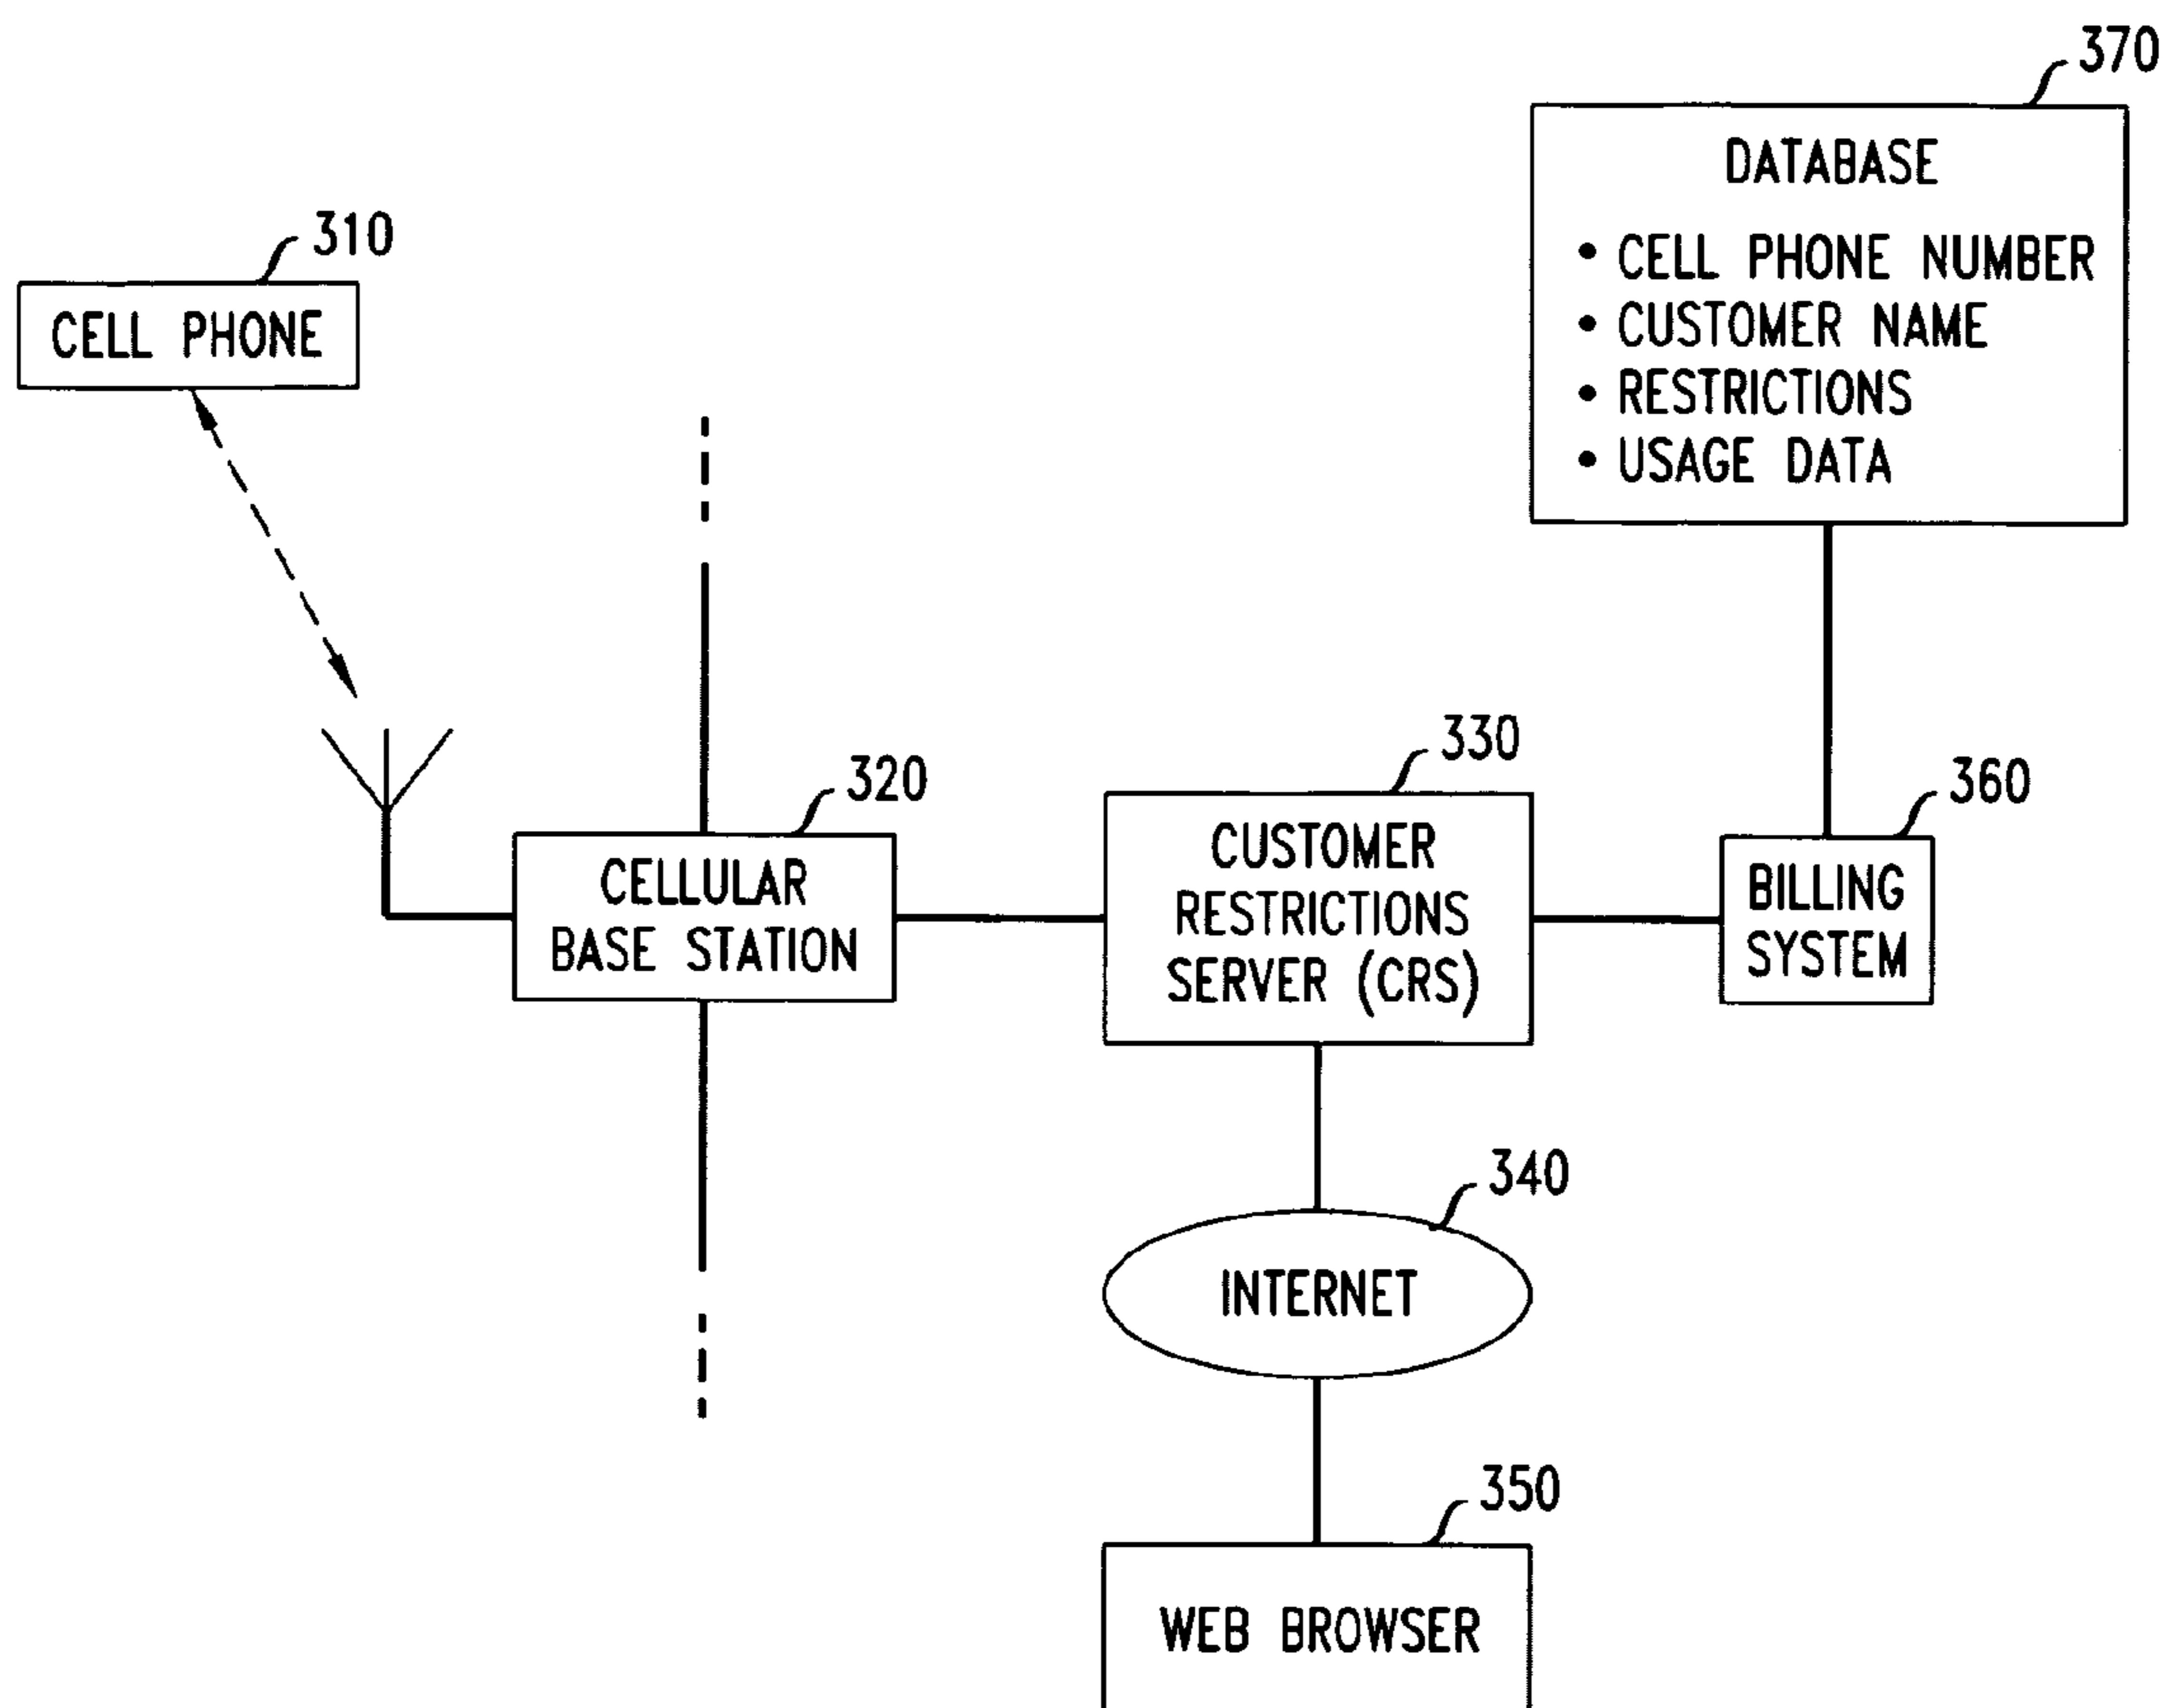 370
DATABASE
• CELL PHONE NUMBER
• CUSTOMER NAME
• RESTRICTIONS
• USAGE DATA
310
CELL PHONE
320
CELLULAR
BASE STATION
330
CUSTOMER
RESTRICTIONS
SERVER (CRS)
360
BILLING
SYSTEM
340
INTERNET
350
WEB BROWSER